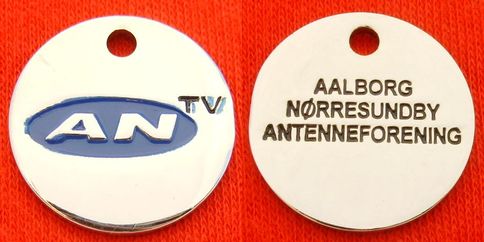 AN TV
AALBORG
NØRRESUNDBY
ANTENNEFORENING